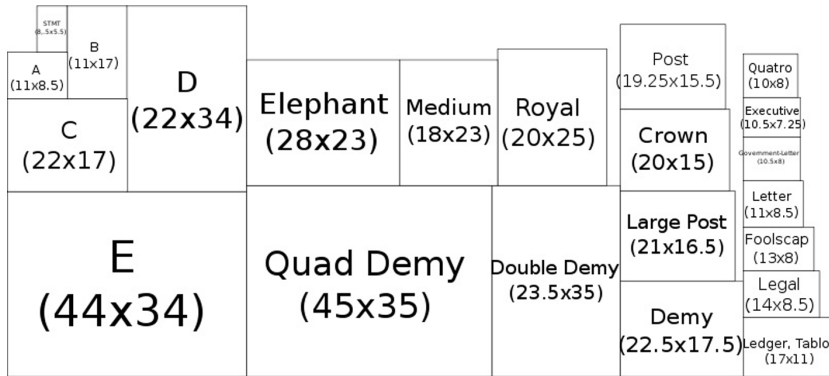 STMT
(8,.5x5.5)
A
(11x8.5)
B
(11x17)
C
(22x17)
D
(22x34)
E
(44x34)
Elephant
(28x23)
Medium
(18x23)
Royal
(20x25)
Quad Demy
(45x35)
Double Demy
(23.5x35)
Post
(19.25x15.5)
Crown
(20x15)
Large Post
(21x16.5)
Demy
(22.5x17.5)
Quatro
(10x8)
Executive
(10.5x7.25)
Government-Letter
(10.5x8)
Letter
(11x8.5)
Foolscap
(13x8)
Legal
(14x8.5)
Ledger, Tablo
(17x11)